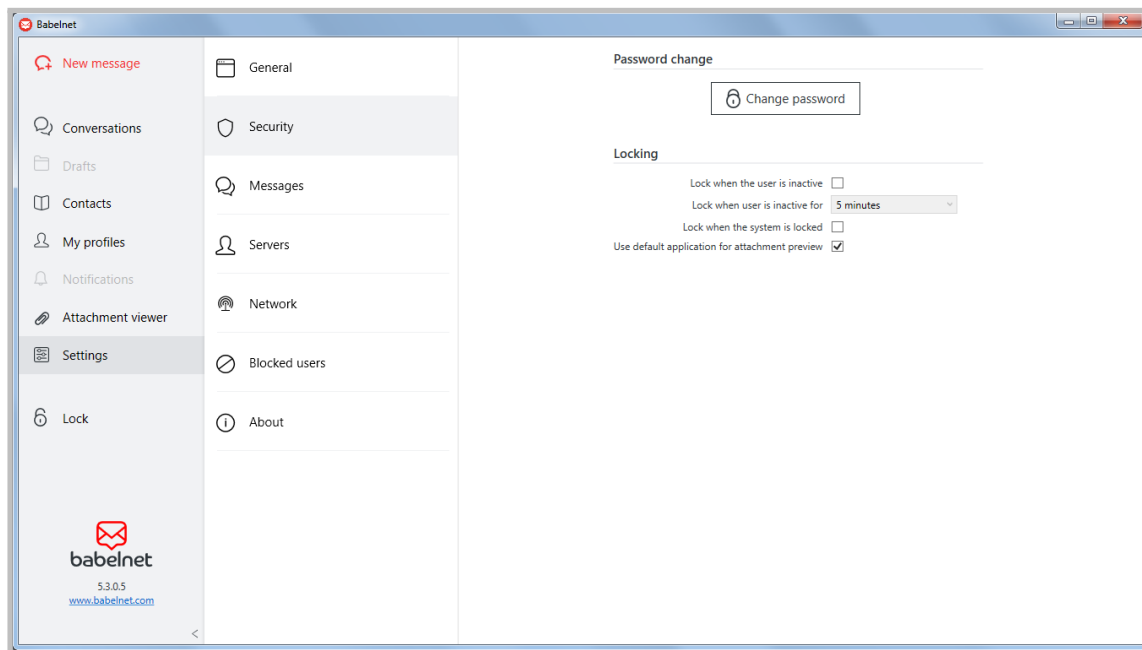 Babelnet
New message
Conversations
Drafts
Contacts
My profiles
Notifications
Attachment viewer
Settings
Lock
babelnet
5.3.0.5
www.babelnet.com
<
General
Security
Messages
Servers
Network
Blocked users
About
Password change
Change password
Locking
Lock when the user is inactive
Lock when user is inactive for 5 minutes
Lock when the system is locked
Use default application for attachment preview